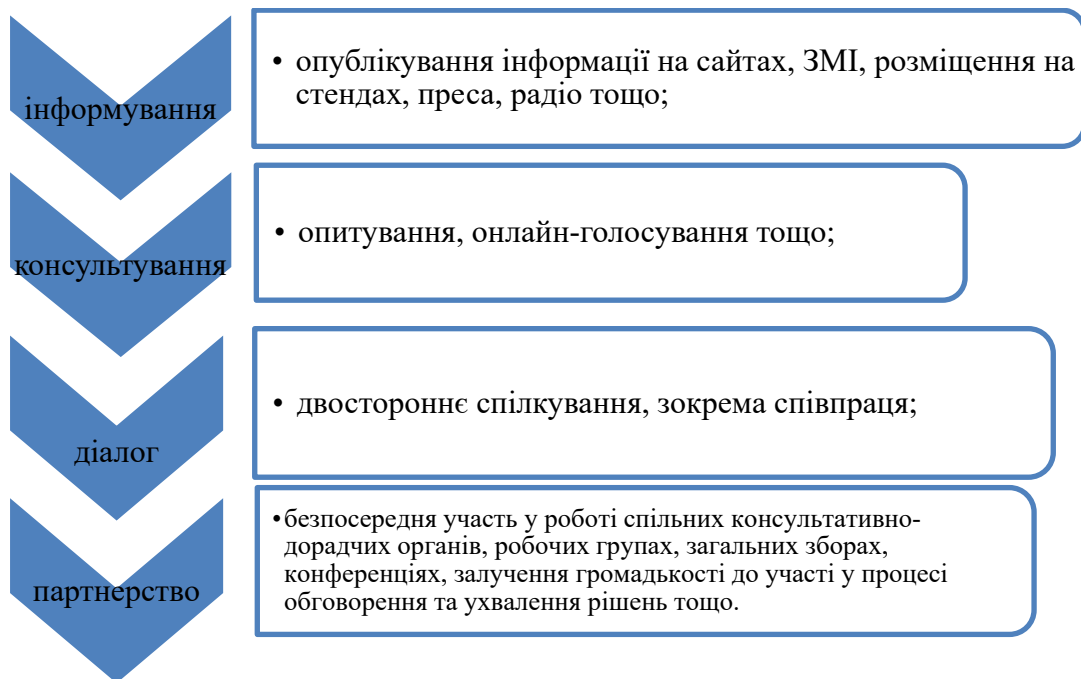 інформування
• опублікування інформації на сайтах, ЗМІ, розміщення на
стендах, преса, радіо тощо;
консультування
• опитування, онлайн-голосування тощо;
діалог
• двостороннє спілкування, зокрема співпраця;
партнерство
• безпосередня участь у роботі спільних консультативно-
дорадчих органів, робочих групах, загальних зборах,
конференціях, залучення громадькості до участі у процесі
обговорення та ухвалення рішень тощо.